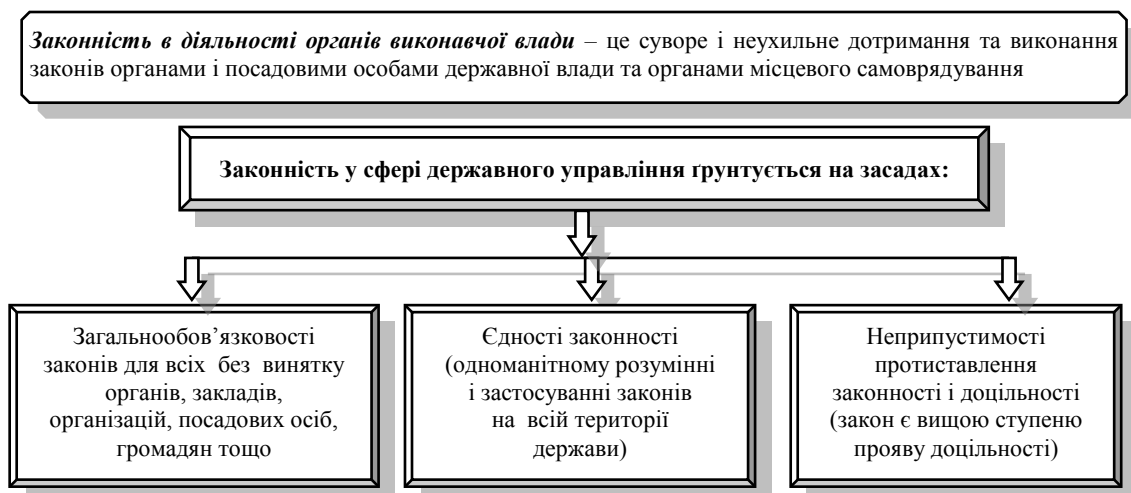 Законність в діяльності органів виконавчої влади – це суворе і неухильне дотримання та виконання
законів органами і посадовими особами державної влади та органами місцевого самоврядування
Законність у сфері державного управління ґрунтується на засадах:
Загальнообов’язковості
законів для всіх без винятку
органів, закладів,
організацій, посадових осіб,
громадян тощо
Єдності законності
(одноманітному розумінні
і застосуванні законів
на всій території
держави)
Неприпустимості
протиставлення
законності і доцільності
(закон є вищою ступеню
прояву доцільності)